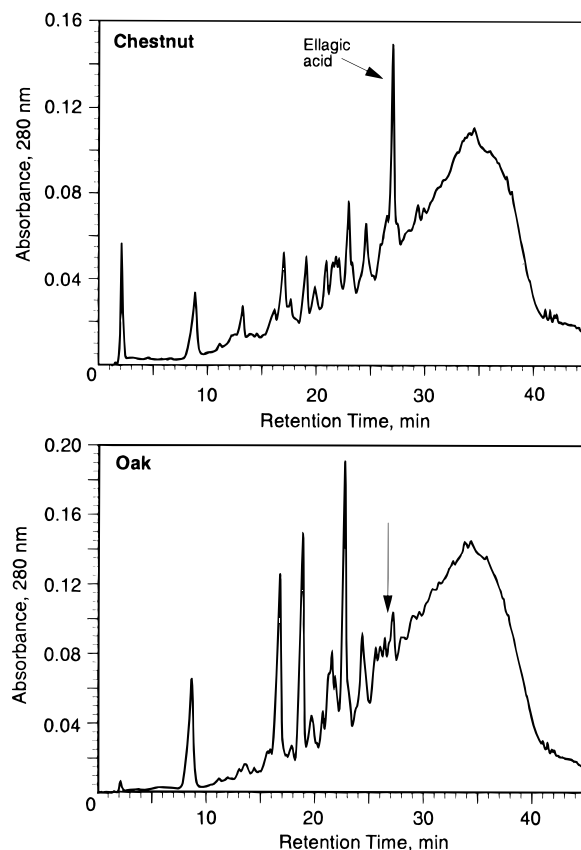 0.16
Chestnut
Ellagic
acid
0.12
0.08
0.04
0
10
20
30
40
Absorbance, 280 nm
Retention Time, min
0.20
Oak
0.16
0.12
0.08
0.04
0
10
20
30
40
Absorbance, 280 nm
Retention Time, min